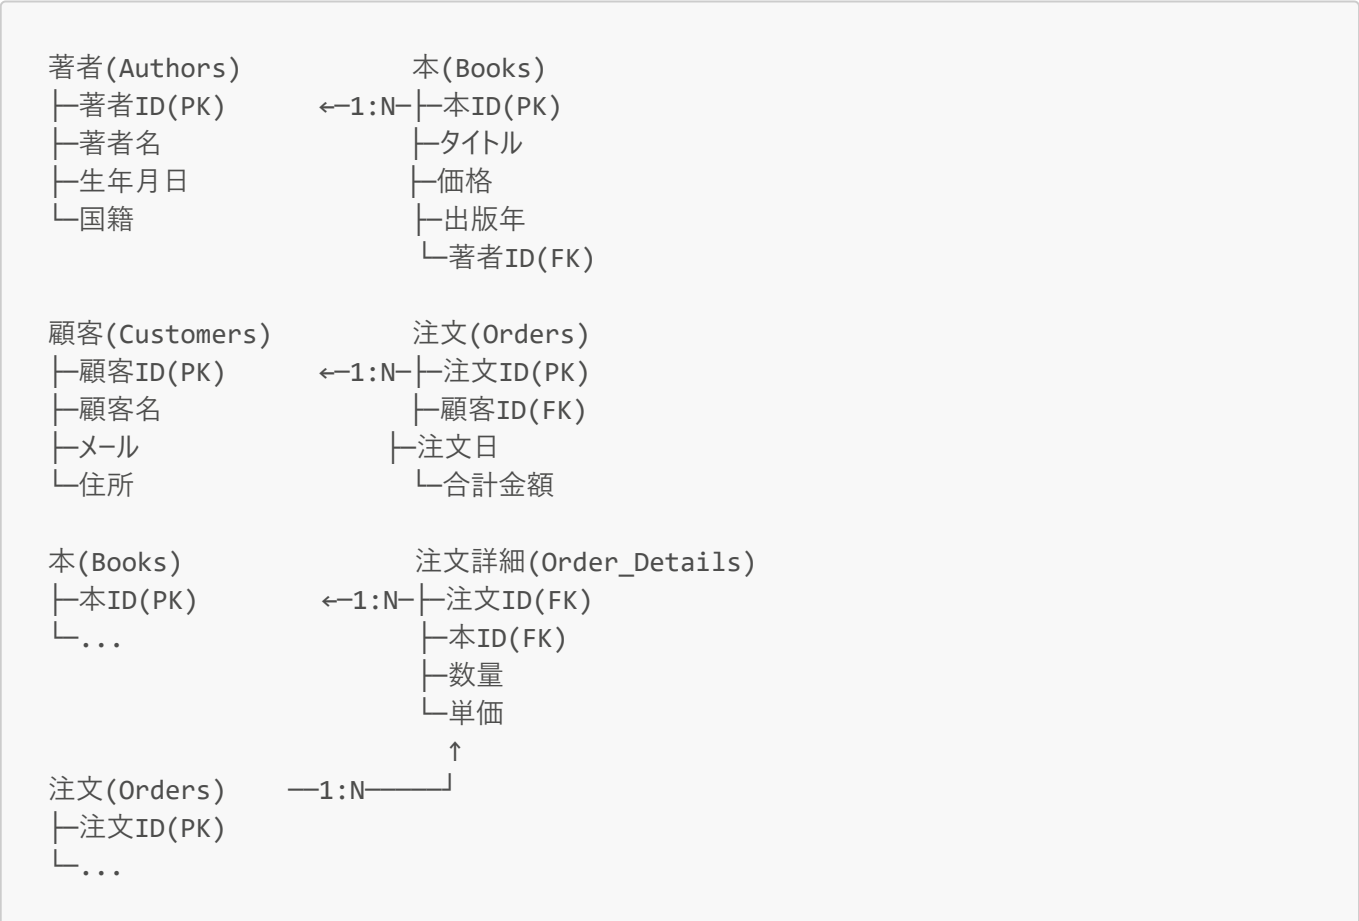 著者(Authors)           本(Books)
├─著者ID(PK)      ←─1:N─├─本ID(PK)
├─著者名                ├─タイトル
├─生年月日              ├─価格
└─国籍                  ├─出版年
                        └─著者ID(FK)
顧客(Customers)         注文(Orders)
├─顧客ID(PK)      ←─1:N─├─注文ID(PK)
├─顧客名                ├─顧客ID(FK)
├─メール               ├─注文日
└─住所                  └─合計金額
本(Books)               注文詳細(Order_Details)
├─本ID(PK)        ←─1:N─├─注文ID(FK)
└─...                   ├─本ID(FK)
                        ├─数量
                        └─単価
                          ↑
注文(Orders)    ──1:N─────┘
├─注文ID(PK)
└─...